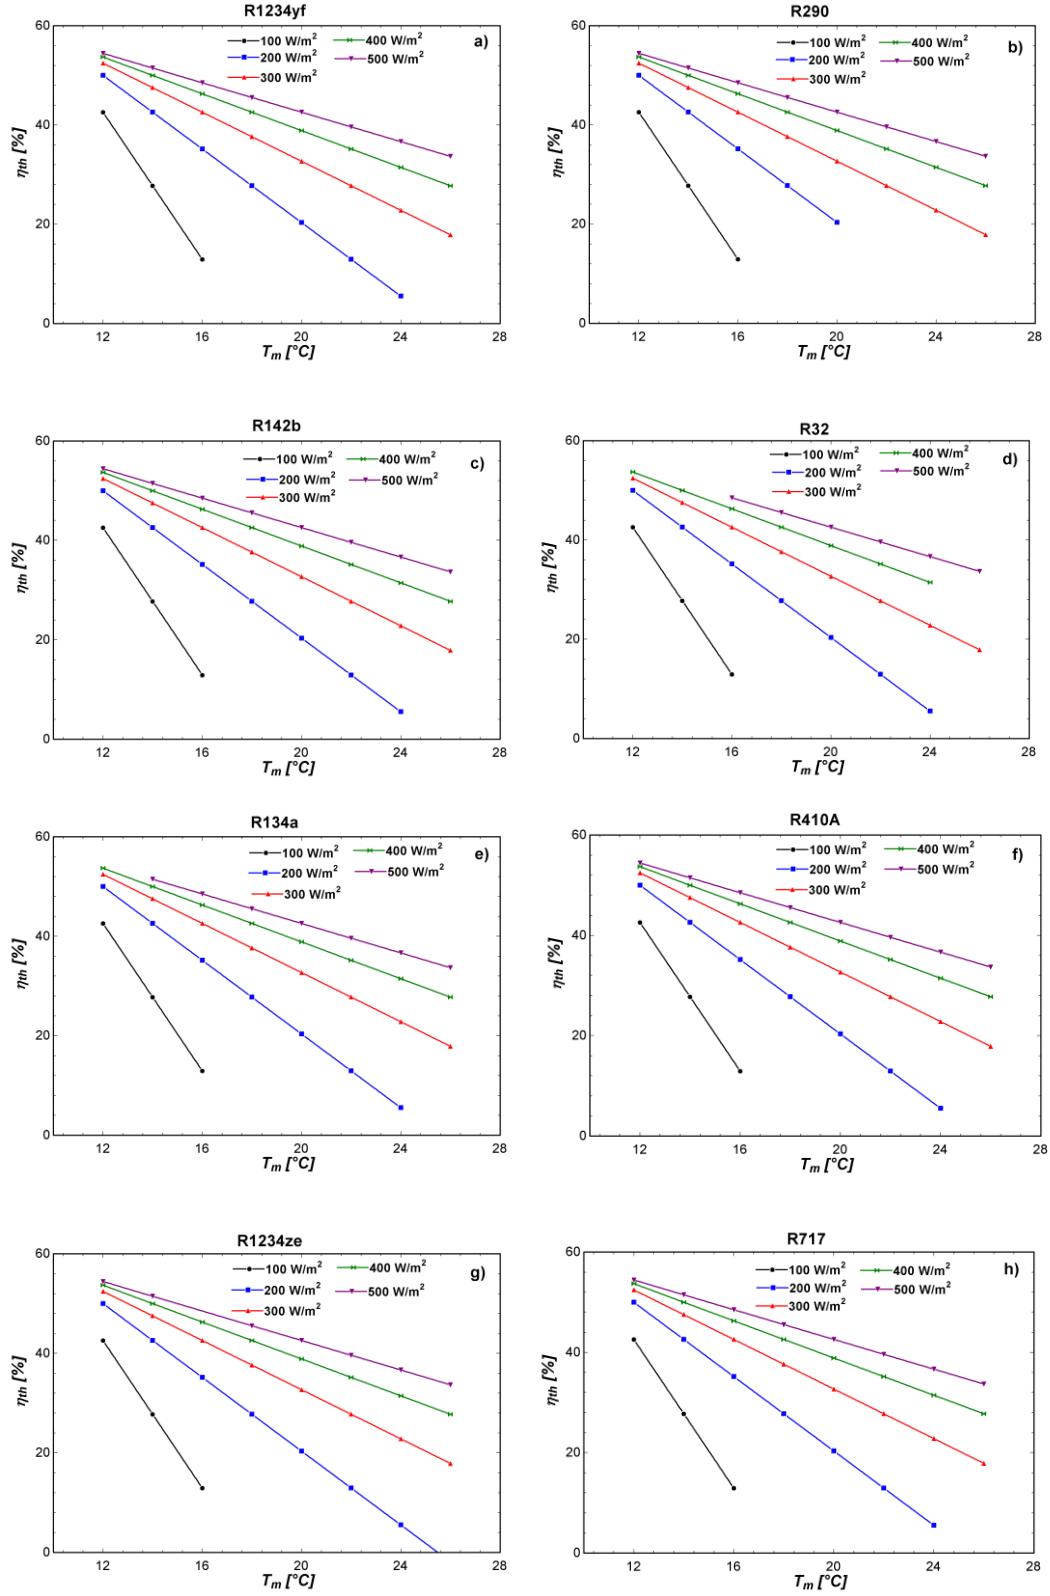 R1234yf
a)
100 W/m²
200 W/m²
300 W/m²
400 W/m²
500 W/m²
60
40
20
0
ηth [%]
12
16
20
24
28
Tm [°C]
R290
b)
100 W/m²
200 W/m²
300 W/m²
400 W/m²
500 W/m²
60
40
20
0
ηth [%]
12
16
20
24
28
Tm [°C]
R142b
c)
100 W/m²
200 W/m²
300 W/m²
400 W/m²
500 W/m²
60
40
20
0
ηth [%]
12
16
20
24
28
Tm [°C]
R32
d)
100 W/m²
200 W/m²
300 W/m²
400 W/m²
500 W/m²
60
40
20
0
ηth [%]
12
16
20
24
28
Tm [°C]
R134a
e)
100 W/m²
200 W/m²
300 W/m²
400 W/m²
500 W/m²
60
40
20
0
ηth [%]
12
16
20
24
28
Tm [°C]
R410A
f)
100 W/m²
200 W/m²
300 W/m²
400 W/m²
500 W/m²
60
40
20
0
ηth [%]
12
16
20
24
28
Tm [°C]
R1234ze
g)
100 W/m²
200 W/m²
300 W/m²
400 W/m²
500 W/m²
60
40
20
0
ηth [%]
12
16
20
24
28
Tm [°C]
R717
h)
100 W/m²
200 W/m²
300 W/m²
400 W/m²
500 W/m²
60
40
20
0
ηth [%]
12
16
20
24
28
Tm [°C]